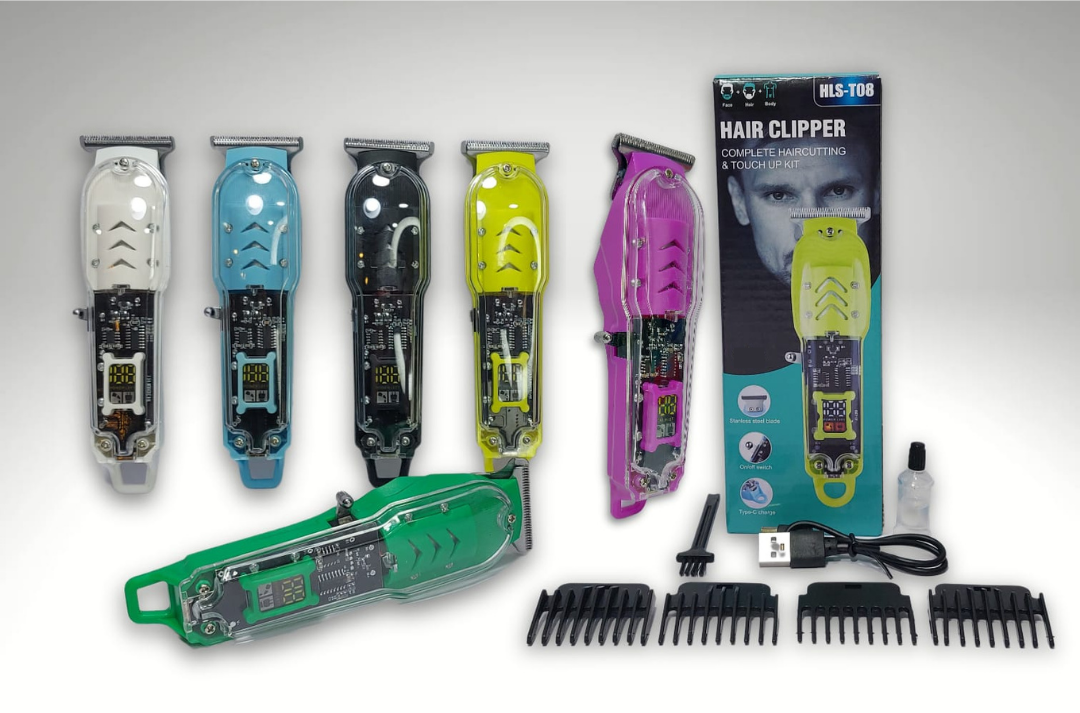 Face
Hair
Body
HLS-T08
HAIR CLIPPER
COMPLETE HAIRCUTTING
& TOUCH UP KIT
Stainless steel blade
On/off switch
Type-C charge